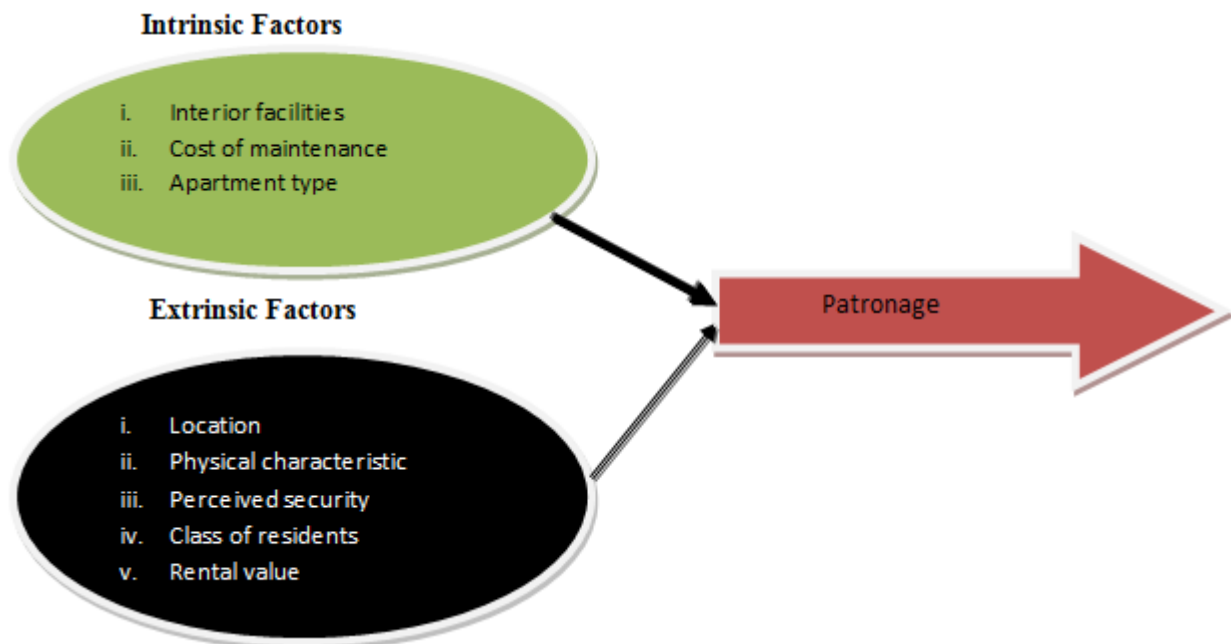 Intrinsic Factors
i. Interior facilities
ii. Cost of maintenance
iii. Apartment type
Patronage
Extrinsic Factors
i. Location
ii. Physical characteristic
iii. Perceived security
iv. Class of residents
v. Rental value